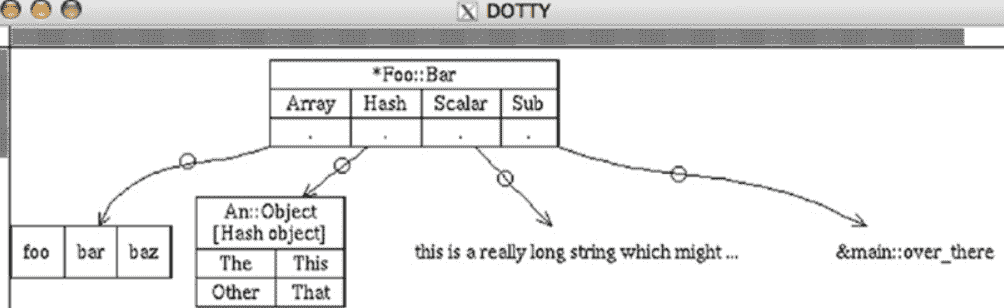 DOTTY
*Foo::Bar
Array Hash Scalar Sub
. . . .
An::Object
[Hash object]
foo bar baz
this is a really long string which might ...
&main::over_there
The This
Other That